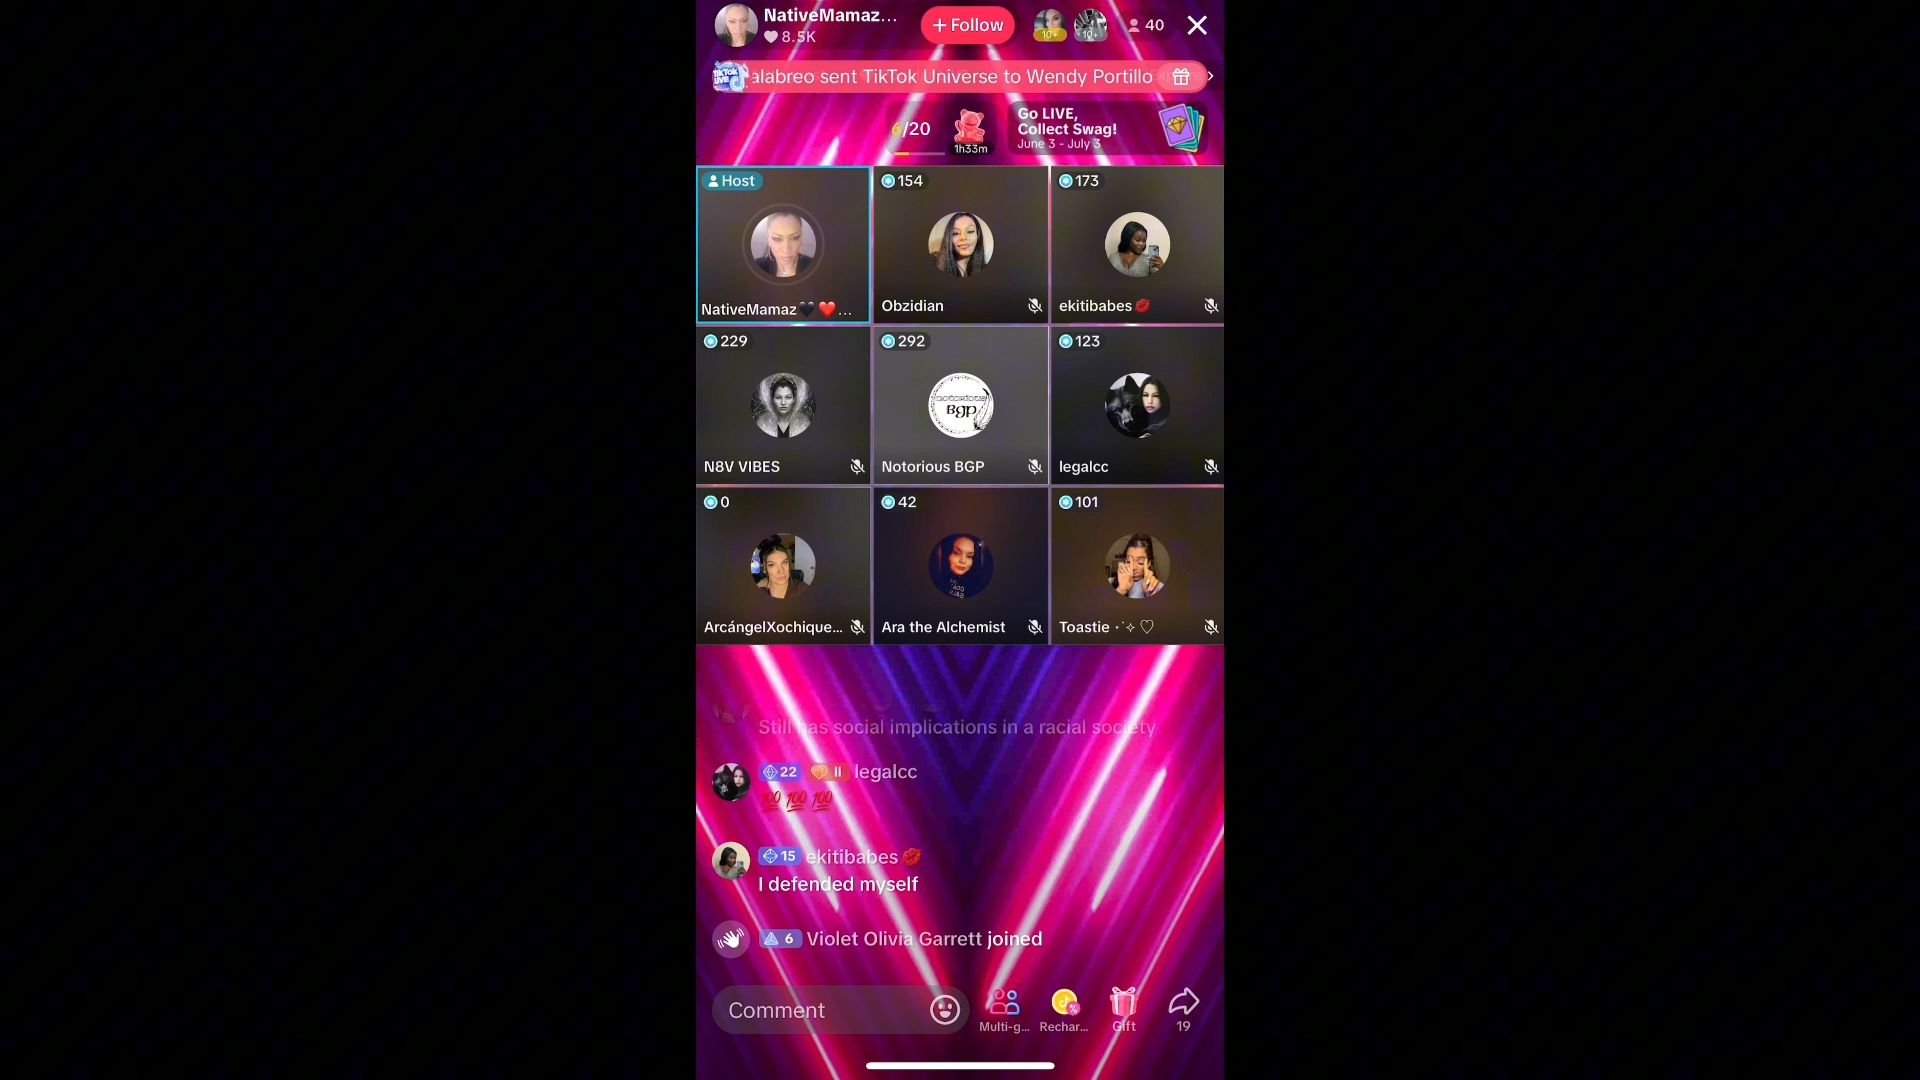 NativeMamaz...
8.5K
+ Follow
10+
10+
40
alabreo sent TikTok Universe to Wendy Portillo
6/20
1h33m
Go LIVE,
Collect Swag!
June 3 - July 3
Host
NativeMamaz🖤❤️...
154
Obzidian
173
ekitibabes💋
229
N8V VIBES
292
Notorious BGP
123
legalcc
0
ArcángelXochique...
42
Ara the Alchemist
101
Toastie ⋆˙⟡ ♡
Still has social implications in a racial society
22 II legalcc
💯 💯 💯
15 ekitibabes💋
I defended myself
6 Violet Olivia Garrett joined
Comment
Multi-g...
Rechar...
Gift
19